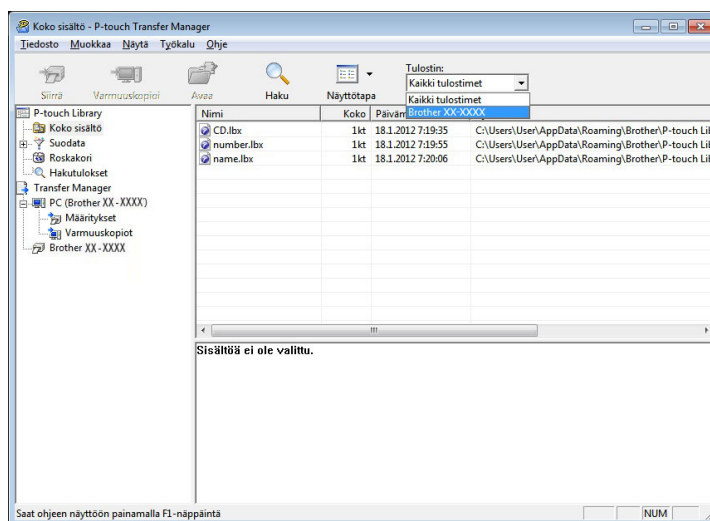 Koko sisältö - P-touch Transfer Manager
Tiedosto Muokkaa Näytä Työkalu Ohje
Siirrä Varmuuskopioi Avaa Haku Näyttötapa
Tulostin:
Kaikki tulostimet
Kaikki tulostimet
Brother XX-XXXX
P-touch Library
Koko sisältö
Suodata
Roskakori
Hakutulokset
Transfer Manager
PC (Brother XX-XXXX)
Määritykset
Varmuuskopiot
Brother XX-XXXX
Nimi Koko
CD.lbx 1kt 18.1.2012 7:19:35 C:\Users\User\AppData\Roaming\Brother\P-touch Lil
number.lbx 1kt 18.1.2012 7:19:55 C:\Users\User\AppData\Roaming\Brother\P-touch Lil
name.lbx 1kt 18.1.2012 7:20:06 C:\Users\User\AppData\Roaming\Brother\P-touch Lil
Sisältöä ei ole valittu.
Saat ohjeen näyttöön painamalla F1-näppäintä NUM